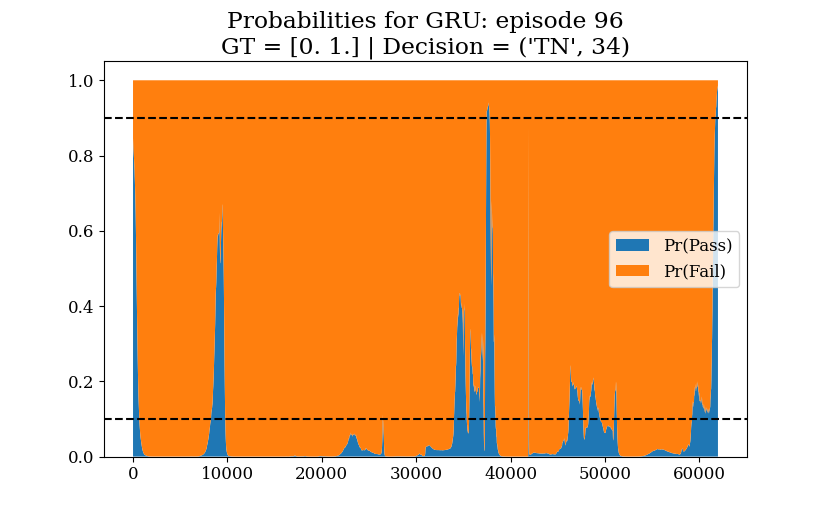 Probabilities for GRU: episode 96
GT = [0. 1.] | Decision = ('TN', 34)
1.0
0.8
0.6
0.4
0.2
0.0
Pr(Pass)
Pr(Fail)
0 10000 20000 30000 40000 50000 60000